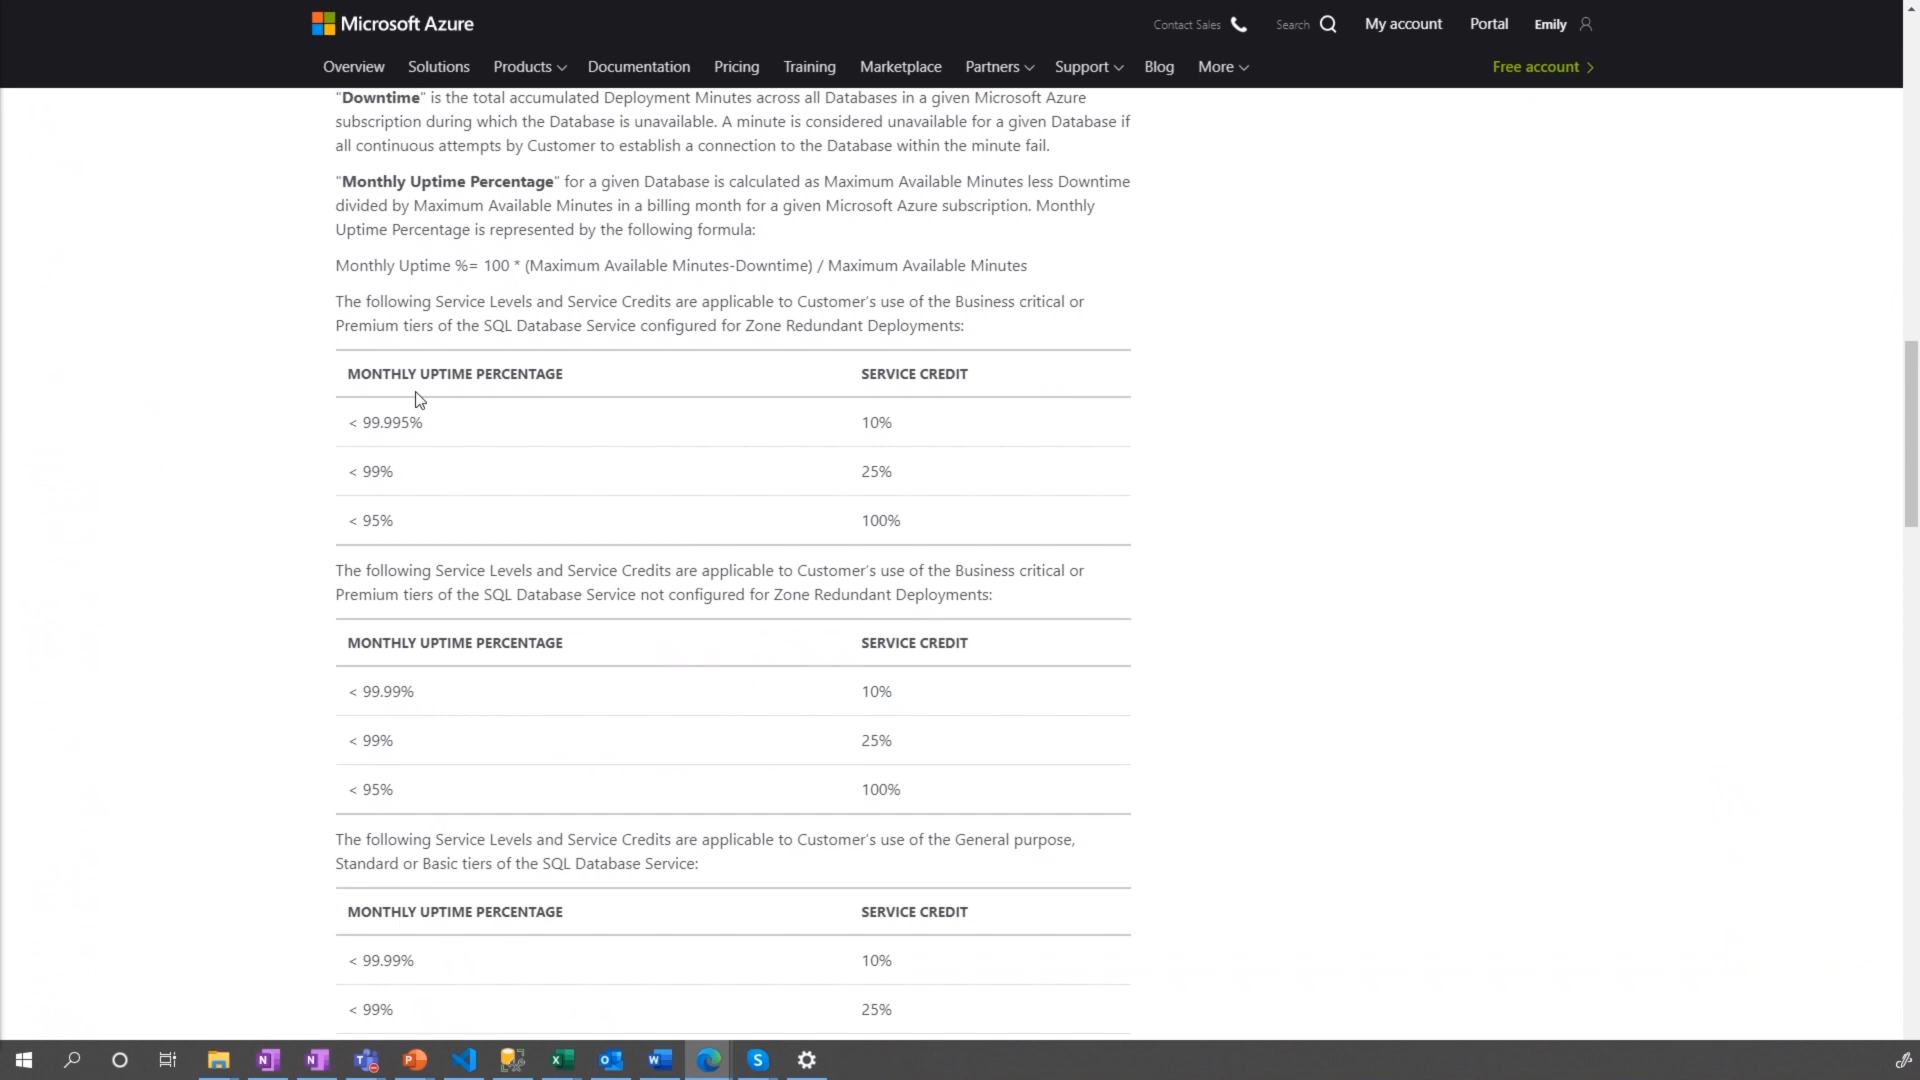 Microsoft Azure
Contact Sales
Search
My account
Portal
Emily
Overview
Solutions
Products
Documentation
Pricing
Training
Marketplace
Partners
Support
Blog
More
Free account
"Downtime" is the total accumulated Deployment Minutes across all Databases in a given Microsoft Azure
subscription during which the Database is unavailable. A minute is considered unavailable for a given Database if
all continuous attempts by Customer to establish a connection to the Database within the minute fail.
"Monthly Uptime Percentage" for a given Database is calculated as Maximum Available Minutes less Downtime
divided by Maximum Available Minutes in a billing month for a given Microsoft Azure subscription. Monthly
Uptime Percentage is represented by the following formula:
Monthly Uptime %= 100 * (Maximum Available Minutes-Downtime) / Maximum Available Minutes
The following Service Levels and Service Credits are applicable to Customer's use of the Business critical or
Premium tiers of the SQL Database Service configured for Zone Redundant Deployments:
MONTHLY UPTIME PERCENTAGE SERVICE CREDIT
< 99.995% 10%
< 99% 25%
< 95% 100%
The following Service Levels and Service Credits are applicable to Customer's use of the Business critical or
Premium tiers of the SQL Database Service not configured for Zone Redundant Deployments:
MONTHLY UPTIME PERCENTAGE SERVICE CREDIT
< 99.99% 10%
< 99% 25%
< 95% 100%
The following Service Levels and Service Credits are applicable to Customer's use of the General purpose,
Standard or Basic tiers of the SQL Database Service:
MONTHLY UPTIME PERCENTAGE SERVICE CREDIT
< 99.99% 10%
< 99% 25%